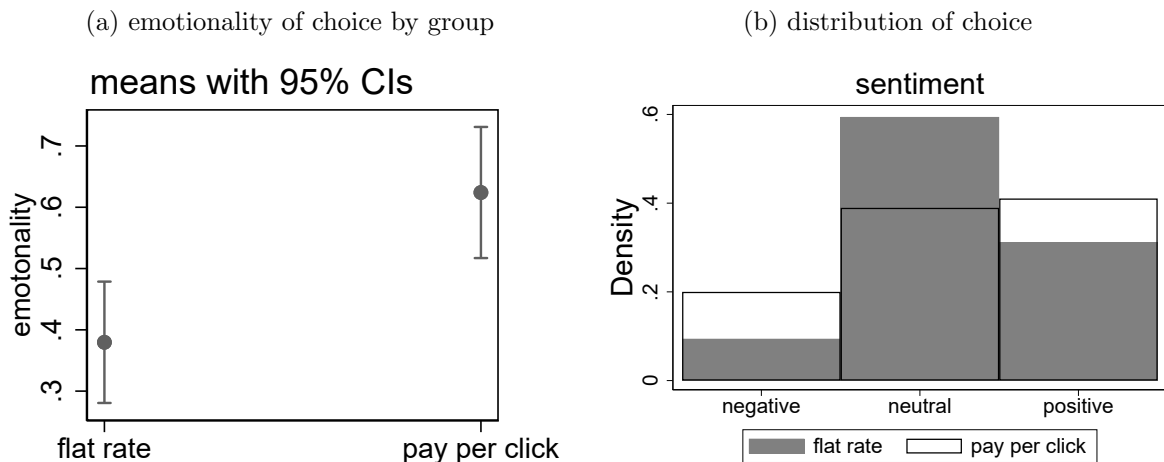 (a) emotionality of choice by group
means with 95% CIs
emotonality
.7
.6
.5
.4
.3
flat rate pay per click
(b) distribution of choice
sentiment
Density
.6
.4
.2
0
negative neutral positive
flat rate pay per click